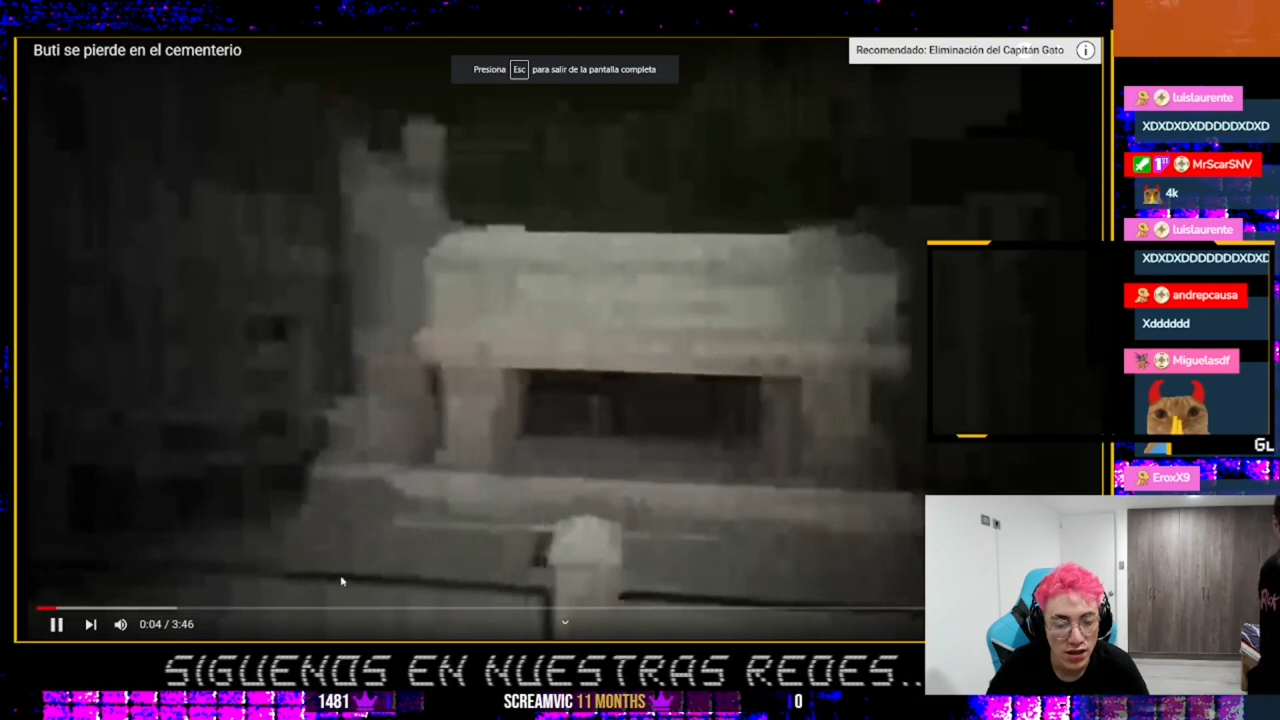 Buti se pierde en el cementerio
Recomendado: Eliminación del Capitán Gato
Presiona Esc para salir de la pantalla completa
luislaurente
XDXDXDXDDDDDXDXD
1ST MrScarSNV
4k
luislaurente
XDXDXDDDDDDDXDXD
andrepcausa
Xdddddd
Miguelasdf
GL
EroxX9
0:04 / 3:46
SIGUENOS EN NUESTRAS REDES..
1481
SCREAMVIC 11 MONTHS
0